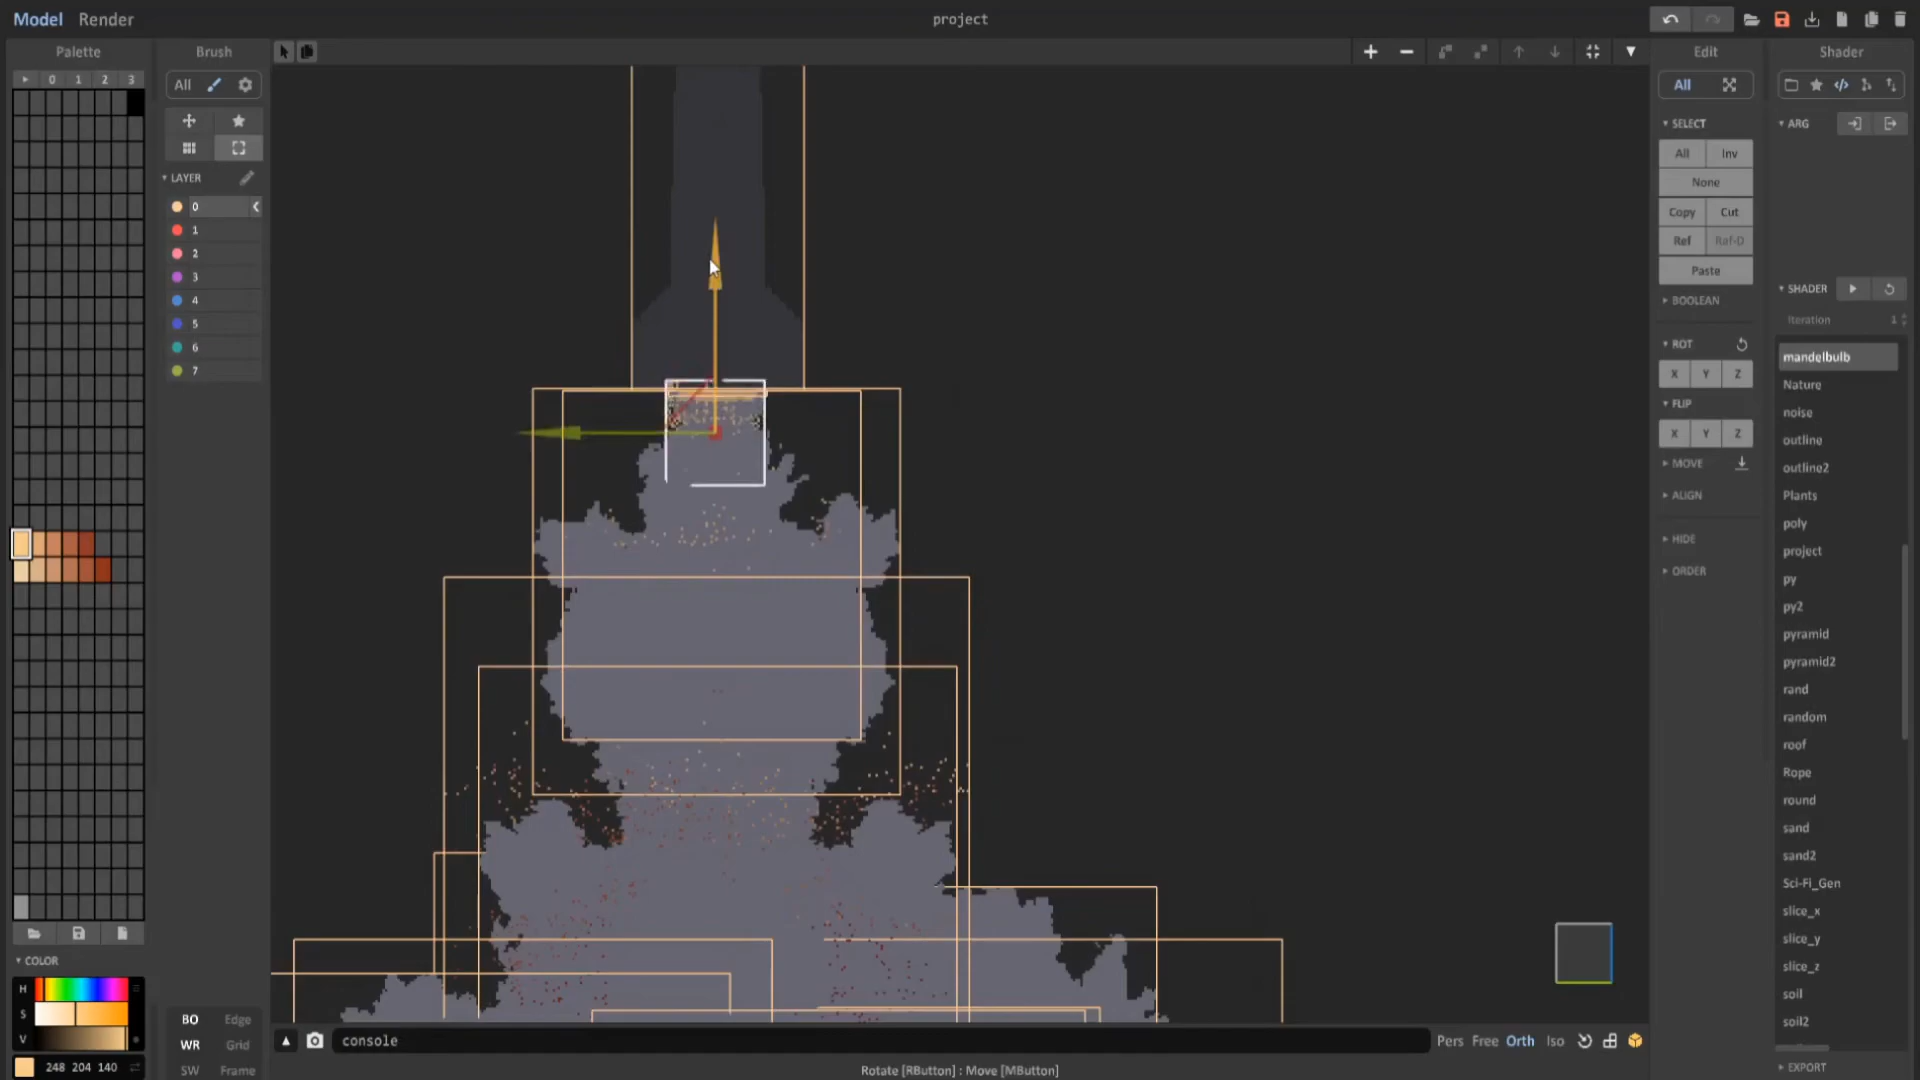 Model Render
project
Palette
Brush
Edit
Shader
0 1 2 3
All
All
SELECT
ARG
All Inv
None
Copy Cut
Ref Ref-D
Paste
BOOLEAN
LAYER
0
1
2
3
4
5
6
7
SHADER
Iteration 1
ROT
X Y Z
FLIP
X Y Z
MOVE
ALIGN
HIDE
ORDER
mandelbulb
Nature
noise
outline
outline2
Plants
poly
project
py
py2
pyramid
pyramid2
rand
random
roof
Rope
round
sand
sand2
Sci-Fi_Gen
slice_x
slice_y
slice_z
soil
soil2
EXPORT
COLOR
H
S
V
248 204 140
BO Edge
WR Grid
SW Frame
console
Pers Free Orth Iso
Rotate [RButton] : Move [MButton]